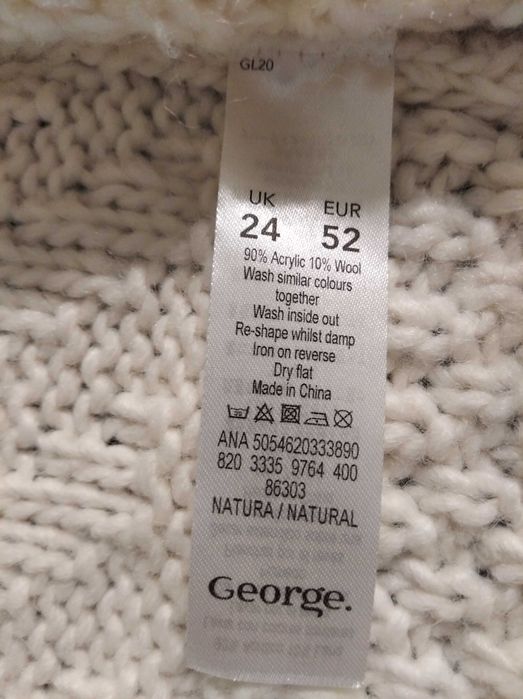 GL20
UK EUR
24 52
90% Acrylic 10% Wool
Wash similar colours
together
Wash inside out
Re-shape whilst damp
Iron on reverse
Dry flat
Made in China
ANA 5054620333890
820 3335 9764 400
86303
NATURA / NATURAL
George.